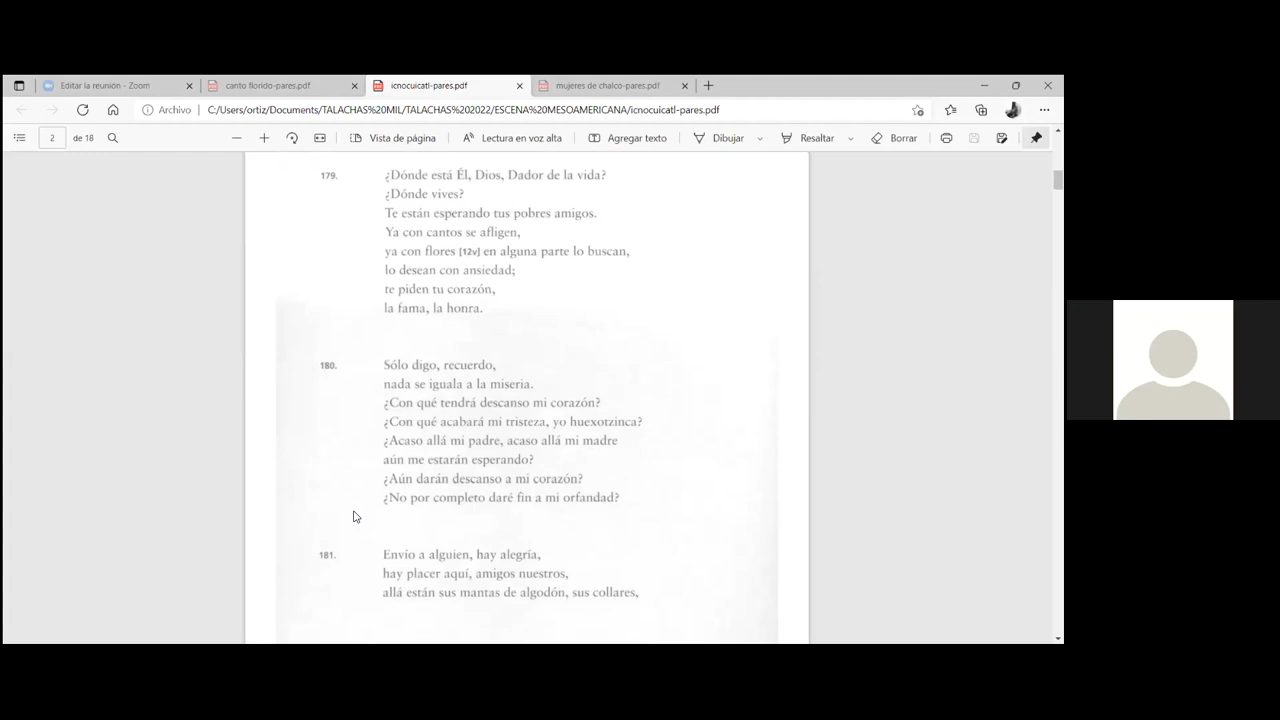 Editar la reunión - Zoom
canto florido-pares.pdf
icnocuicatl-pares.pdf
mujeres de chalco-pares.pdf
Archivo
C:/Users/ortiz/Documents/TALACHAS%20MIL/TALACHAS%202022/ESCENA%20MESOAMERICANA/icnocuicatl-pares.pdf
2 de 18
Vista de página
Lectura en voz alta
Agregar texto
Dibujar
Resaltar
Borrar
179. ¿Dónde está Él, Dios, Dador de la vida?
¿Dónde vives?
Te están esperando tus pobres amigos.
Ya con cantos se afligen,
ya con flores [12v] en alguna parte lo buscan,
lo desean con ansiedad;
te piden tu corazón,
la fama, la honra.
180. Sólo digo, recuerdo,
nada se iguala a la miseria.
¿Con qué tendrá descanso mi corazón?
¿Con qué acabará mi tristeza, yo huexotzinca?
¿Acaso allá mi padre, acaso allá mi madre
aún me estarán esperando?
¿Aún darán descanso a mi corazón?
¿No por completo daré fin a mi orfandad?
181. Envío a alguien, hay alegría,
hay placer aquí, amigos nuestros,
allá están sus mantas de algodón, sus collares,